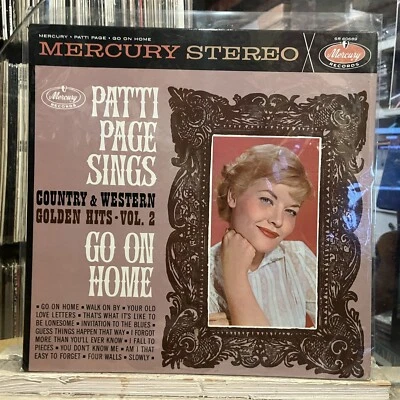 MERCURY • PATTI PAGE • GO ON HOME
SR 60689
MERCURY STEREO
Mercury
RECORDS
Mercury
RECORDS
PATTI
PAGE
SINGS
COUNTRY & WESTERN
GOLDEN HITS - VOL. 2
GO ON
HOME
• GO ON HOME • WALK ON BY • YOUR OLD
LOVE LETTERS • THAT'S WHAT IT'S LIKE TO
BE LONESOME • INVITATION TO THE BLUES •
GUESS THINGS HAPPEN THAT WAY • I FORGOT
MORE THAN YOU'LL EVER KNOW • I FALL TO
PIECES • YOU DON'T KNOW ME • AM I THAT
EASY TO FORGET • FOUR WALLS • SLOWLY •